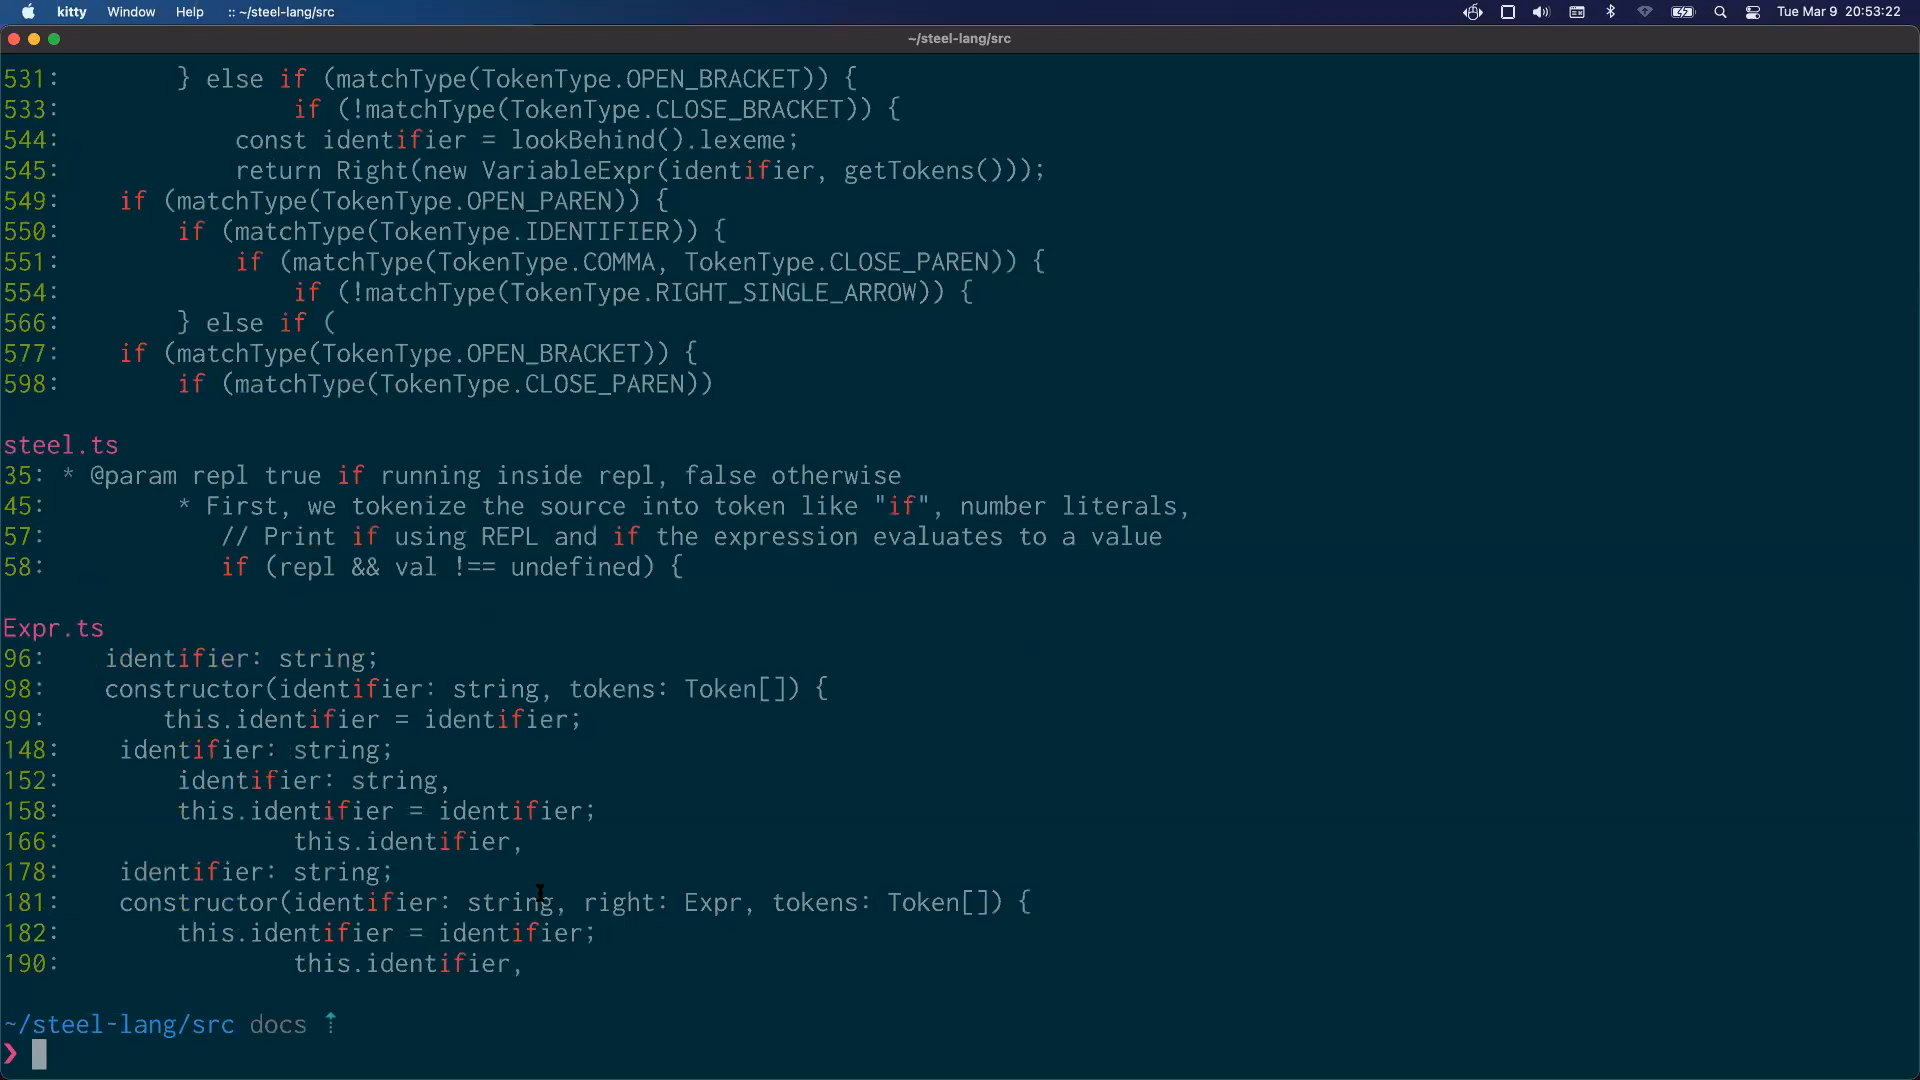 kitty Window Help :: ~/steel-lang/src Tue Mar 9 20:53:22
~/steel-lang/src
531:        } else if (matchType(TokenType.OPEN_BRACKET)) {
533:                if (!matchType(TokenType.CLOSE_BRACKET)) {
544:            const identifier = lookBehind().lexeme;
545:            return Right(new VariableExpr(identifier, getTokens()));
549:    if (matchType(TokenType.OPEN_PAREN)) {
550:        if (matchType(TokenType.IDENTIFIER)) {
551:            if (matchType(TokenType.COMMA, TokenType.CLOSE_PAREN)) {
554:                if (!matchType(TokenType.RIGHT_SINGLE_ARROW)) {
566:        } else if (
577:    if (matchType(TokenType.OPEN_BRACKET)) {
598:        if (matchType(TokenType.CLOSE_PAREN))
steel.ts
35: * @param repl true if running inside repl, false otherwise
45:         * First, we tokenize the source into token like "if", number literals,
57:            // Print if using REPL and if the expression evaluates to a value
58:            if (repl && val !== undefined) {
Expr.ts
96:    identifier: string;
98:    constructor(identifier: string, tokens: Token[]) {
99:        this.identifier = identifier;
148:    identifier: string;
152:        identifier: string,
158:        this.identifier = identifier;
166:                this.identifier,
178:    identifier: string;
181:    constructor(identifier: string, right: Expr, tokens: Token[]) {
182:        this.identifier = identifier;
190:                this.identifier,
~/steel-lang/src docs ⇡
❯